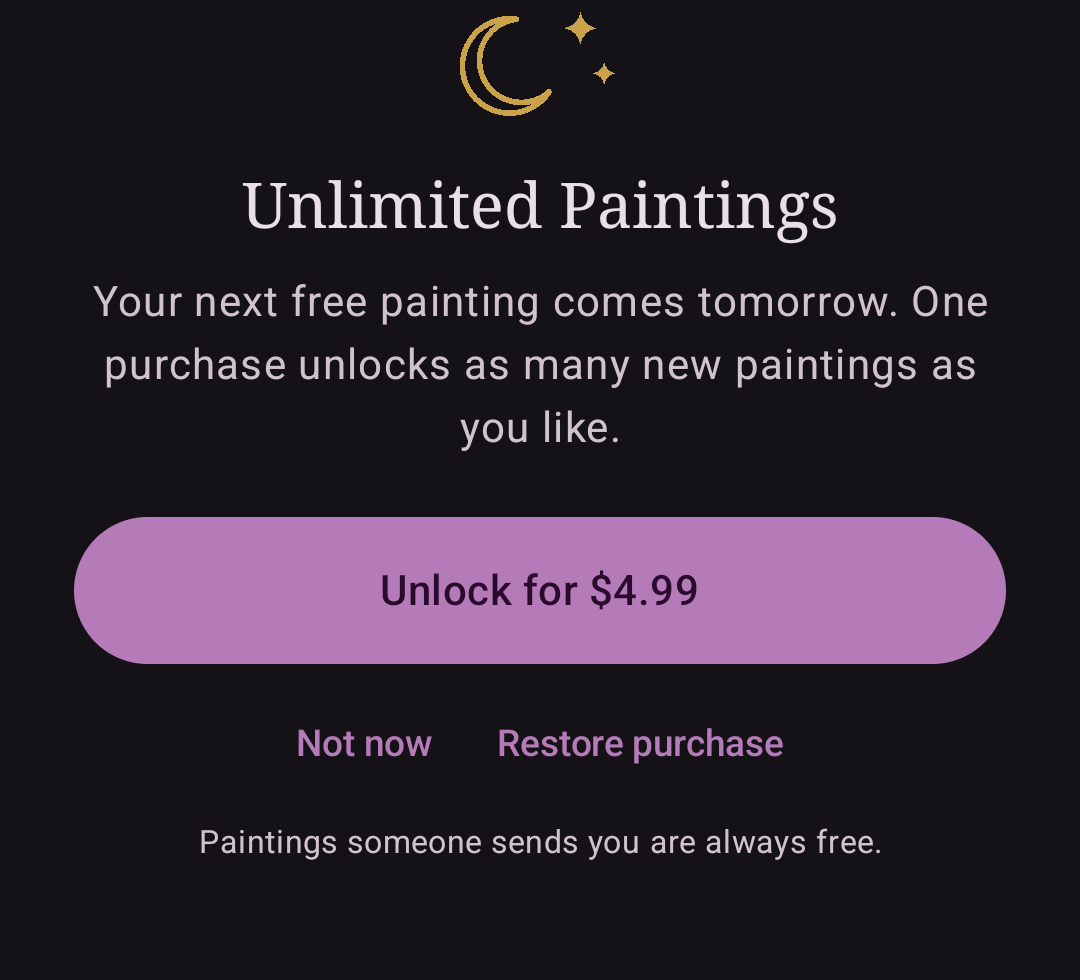 Unlimited Paintings
Your next free painting comes tomorrow. One
purchase unlocks as many new paintings as
you like.
Unlock for $4.99
Not now
Restore purchase
Paintings someone sends you are always free.